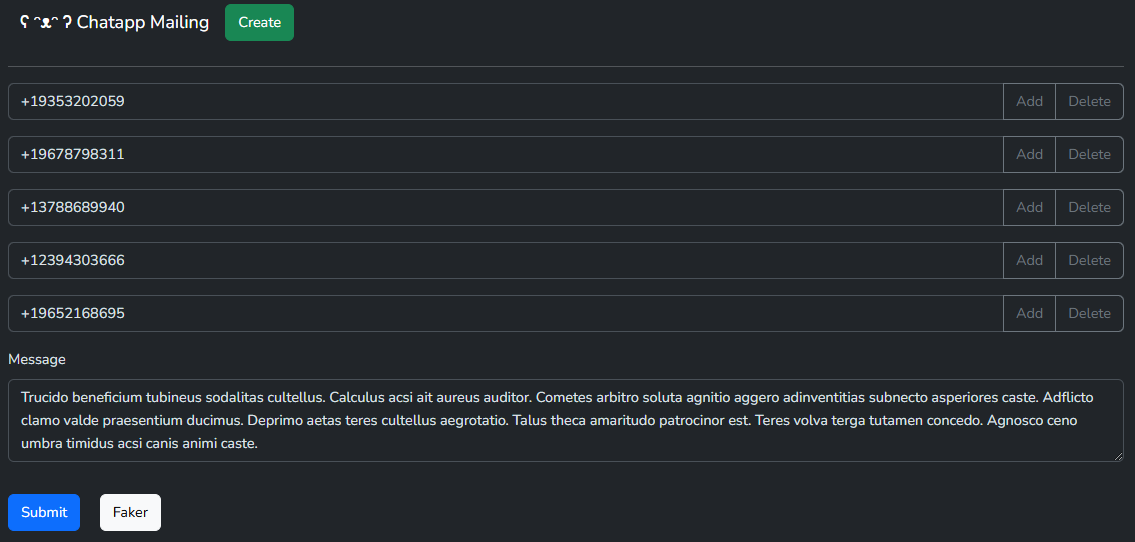 ʕ ᵔᴥᵔ ʔ Chatapp Mailing Create
+19353202059 Add Delete
+19678798311 Add Delete
+13788689940 Add Delete
+12394303666 Add Delete
+19652168695 Add Delete
Message
Trucido beneficium tubineus sodalitas cultellus. Calculus acsi ait aureus auditor. Cometes arbitro soluta agnitio aggero adinventitias subnecto asperiores caste. Adflicto
clamo valde praesentium ducimus. Deprimo aetas teres cultellus aegrotatio. Talus theca amaritudo patrocinor est. Teres volva terga tutamen concedo. Agnosco ceno
umbra timidus acsi canis animi caste.
Submit Faker